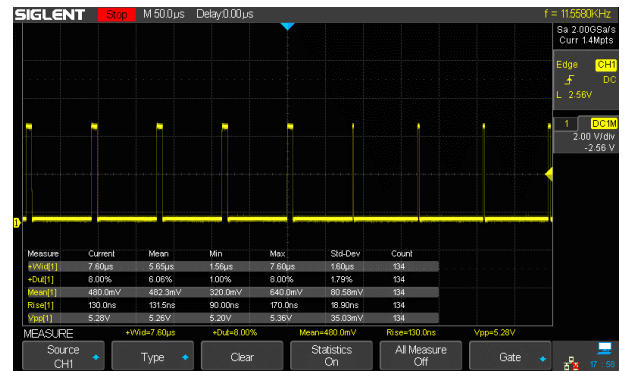 SIGLENT Stop M 50.0µs Delay:0.00µs f = 11.5580KHz
Sa 2.00GSa/s
Curr 1.4Mpts
Edge CH1
DC
L 2.56V
1 DC1M
2.00 V/div
-2.56 V
1
Measure Current Mean Min Max Std-Dev Count
+Wid[1] 7.60µs 5.65µs 1.56µs 7.60µs 1.60µs 134
+Dut[1] 8.00% 6.06% 1.00% 8.00% 1.79% 134
Mean[1] 480.0mV 482.3mV 320.0mV 640.0mV 80.58mV 134
Rise[1] 130.0ns 131.5ns 90.00ns 170.0ns 18.90ns 134
Vpp[1] 5.28V 5.26V 5.20V 5.36V 35.03mV 134
MEASURE +Wid=7.60µs +Dut=8.00% Mean=480.0mV Rise=130.0ns Vpp=5.28V
Source CH1 Type Clear Statistics On All Measure Off Gate
17:58